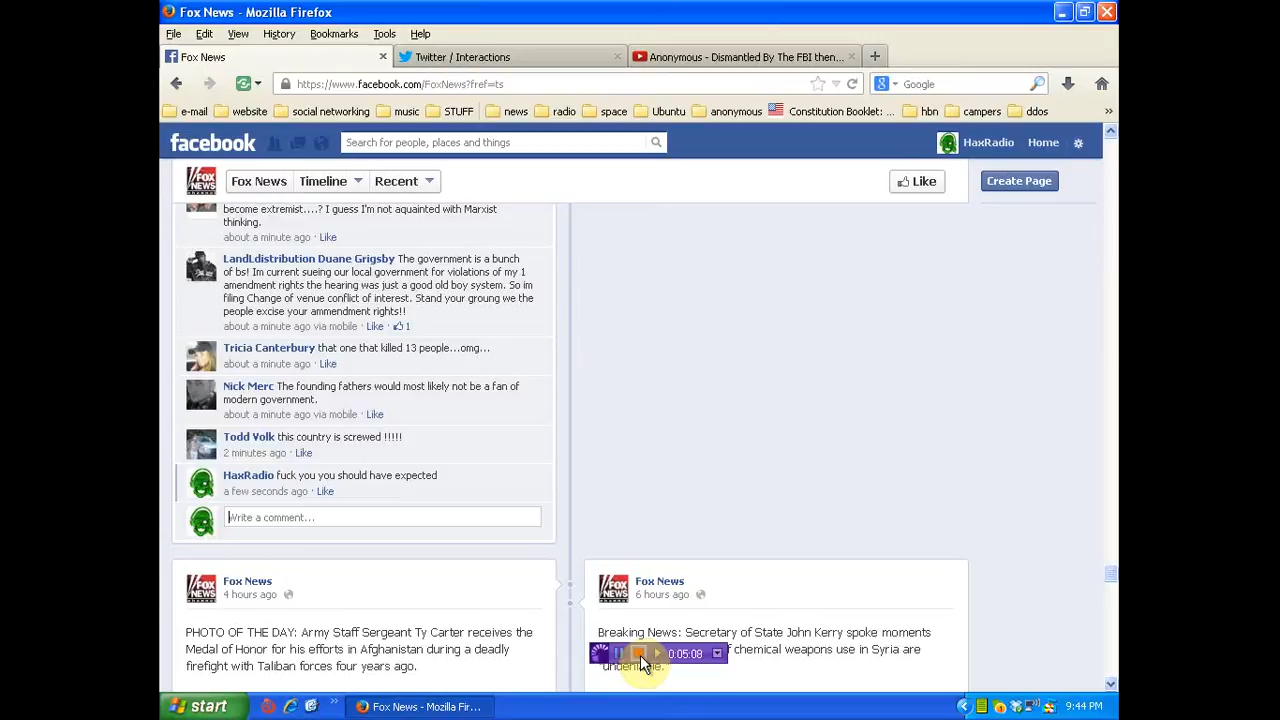 Fox News - Mozilla Firefox
File Edit View History Bookmarks Tools Help
Fox News
Twitter / Interactions
Anonymous - Dismantled By The FBI then...
https://www.facebook.com/FoxNews?fref=ts
Google
e-mail website social networking music STUFF news radio space Ubuntu anonymous Constitution Booklet: ... hbn campers ddos
facebook
Search for people, places and things
HaxRadio Home
FOX NEWS
Fox News Timeline Recent
Like
Create Page
become extremist....? I guess I'm not aquainted with Marxist
thinking.
about a minute ago · Like
LandLdistribution Duane Grigsby The government is a bunch
of bs! Im current sueing our local government for violations of my 1
amendment rights the hearing was just a good old boy system. So im
filing Change of venue conflict of interest. Stand your groung we the
people excise your ammendment rights!!
about a minute ago via mobile · Like · 1
Tricia Canterbury that one that killed 13 people...omg...
about a minute ago · Like
Nick Merc The founding fathers would most likely not be a fan of
modern government.
about a minute ago via mobile · Like
Todd Volk this country is screwed !!!!!
2 minutes ago · Like
HaxRadio fuck you you should have expected
a few seconds ago · Like
Write a comment...
FOX NEWS
Fox News
4 hours ago
PHOTO OF THE DAY: Army Staff Sergeant Ty Carter receives the
Medal of Honor for his efforts in Afghanistan during a deadly
firefight with Taliban forces four years ago.
FOX NEWS
Fox News
6 hours ago
Breaking News: Secretary of State John Kerry spoke moments
f chemical weapons use in Syria are
0:05:08
start
Fox News - Mozilla Fir...
9:44 PM